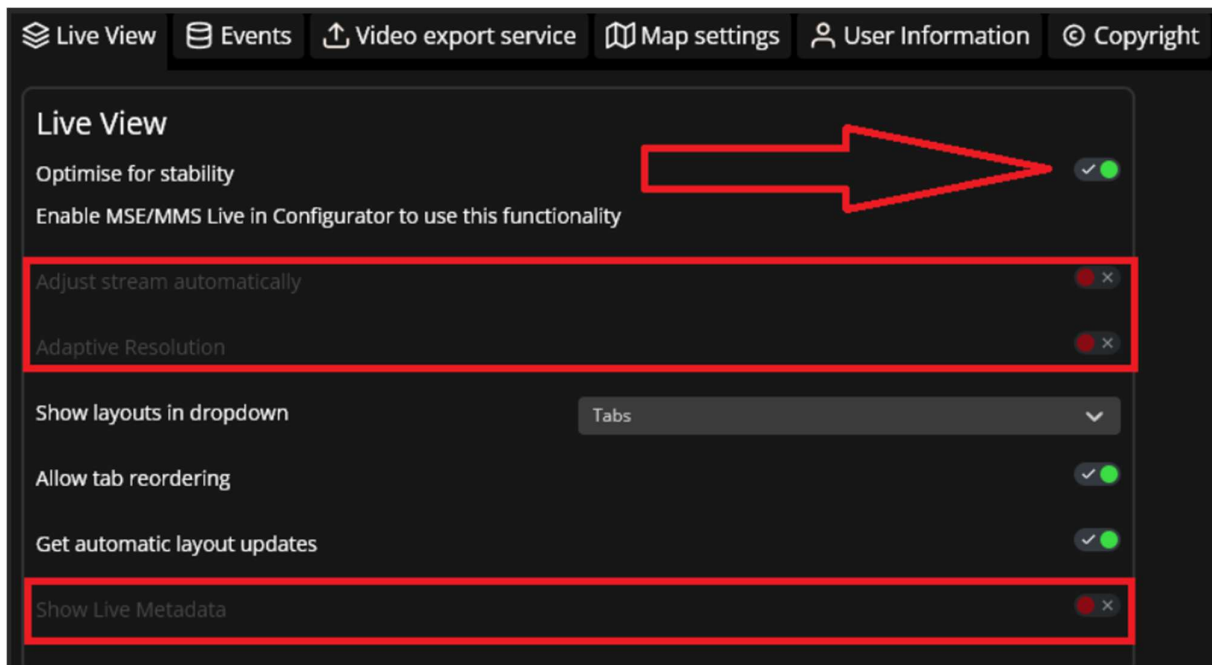 Live View Events Video export service Map settings User Information © Copyright
Live View
Optimise for stability
Enable MSE/MMS Live in Configurator to use this functionality
Adjust stream automatically
Adaptive Resolution
Show layouts in dropdown Tabs
Allow tab reordering
Get automatic layout updates
Show Live Metadata